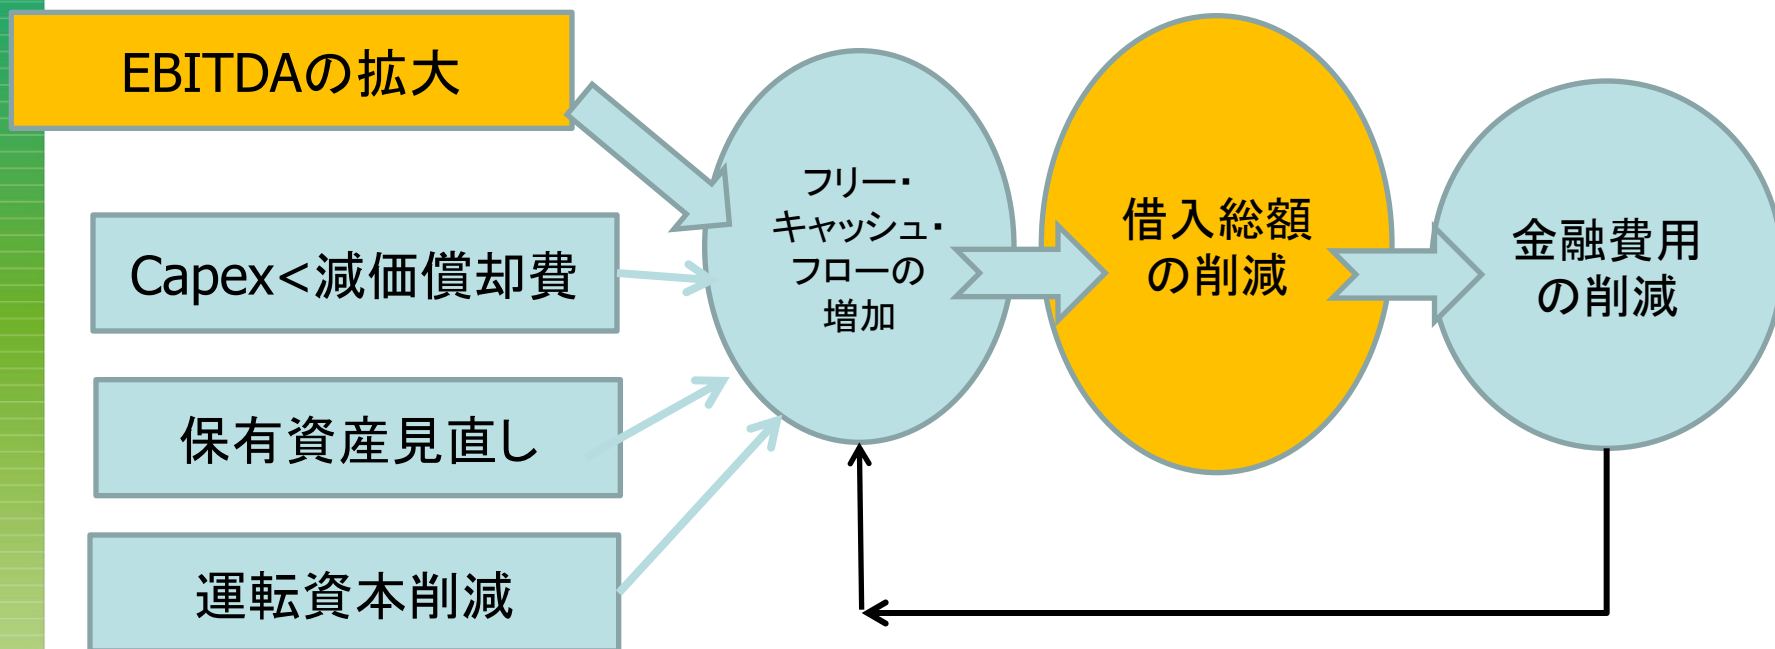 EBITDAの拡大
Capex<減価償却費
保有資産見直し
運転資本削減
フリー・
キャッシュ・
フローの
増加
借入総額
の削減
金融費用
の削減